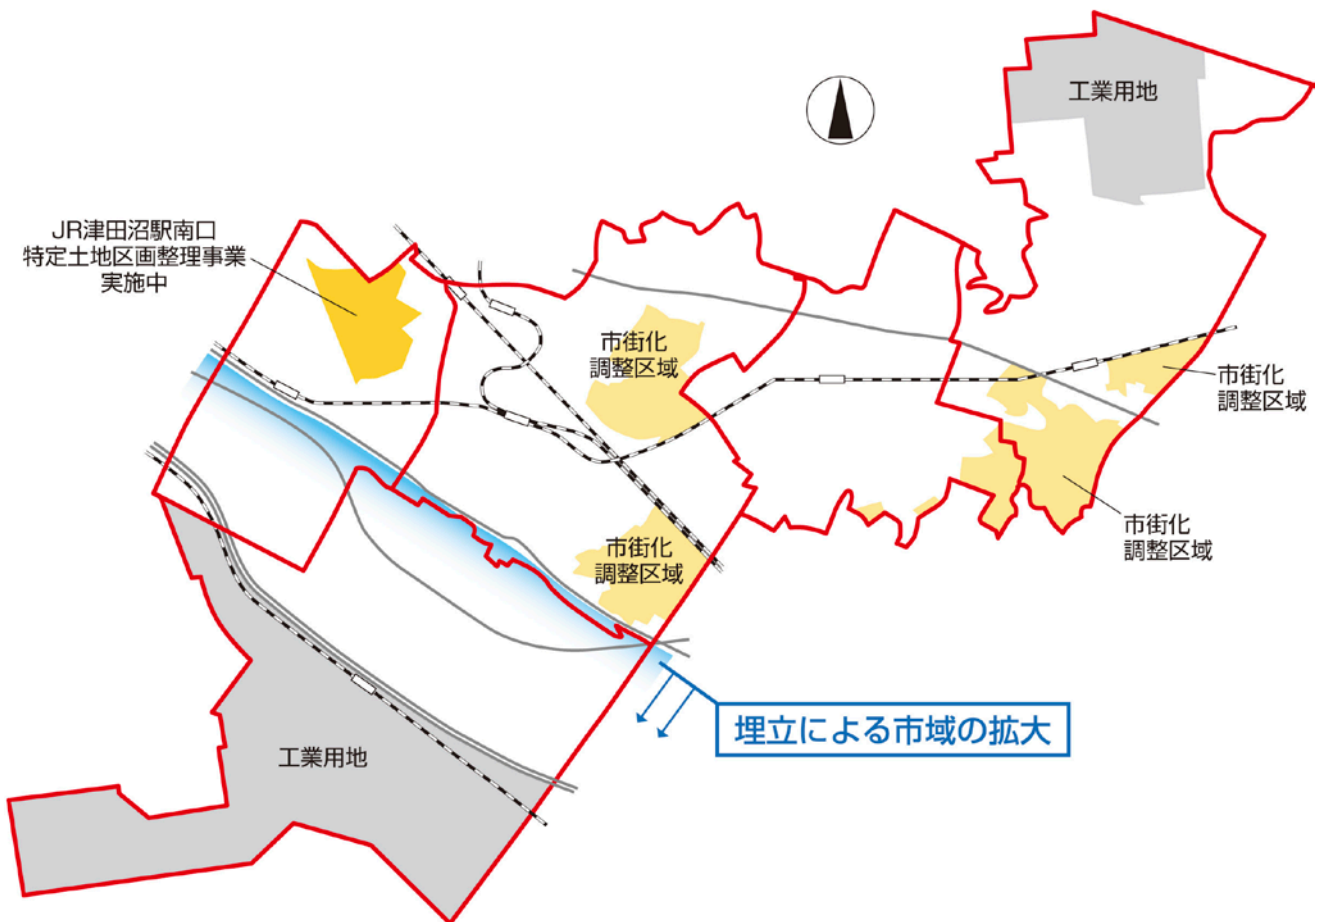 工業用地
JR津田沼駅南口
特定土地区画整理事業
実施中
市街化
調整区域
市街化
調整区域
市街化
調整区域
市街化
調整区域
埋立による市域の拡大
工業用地